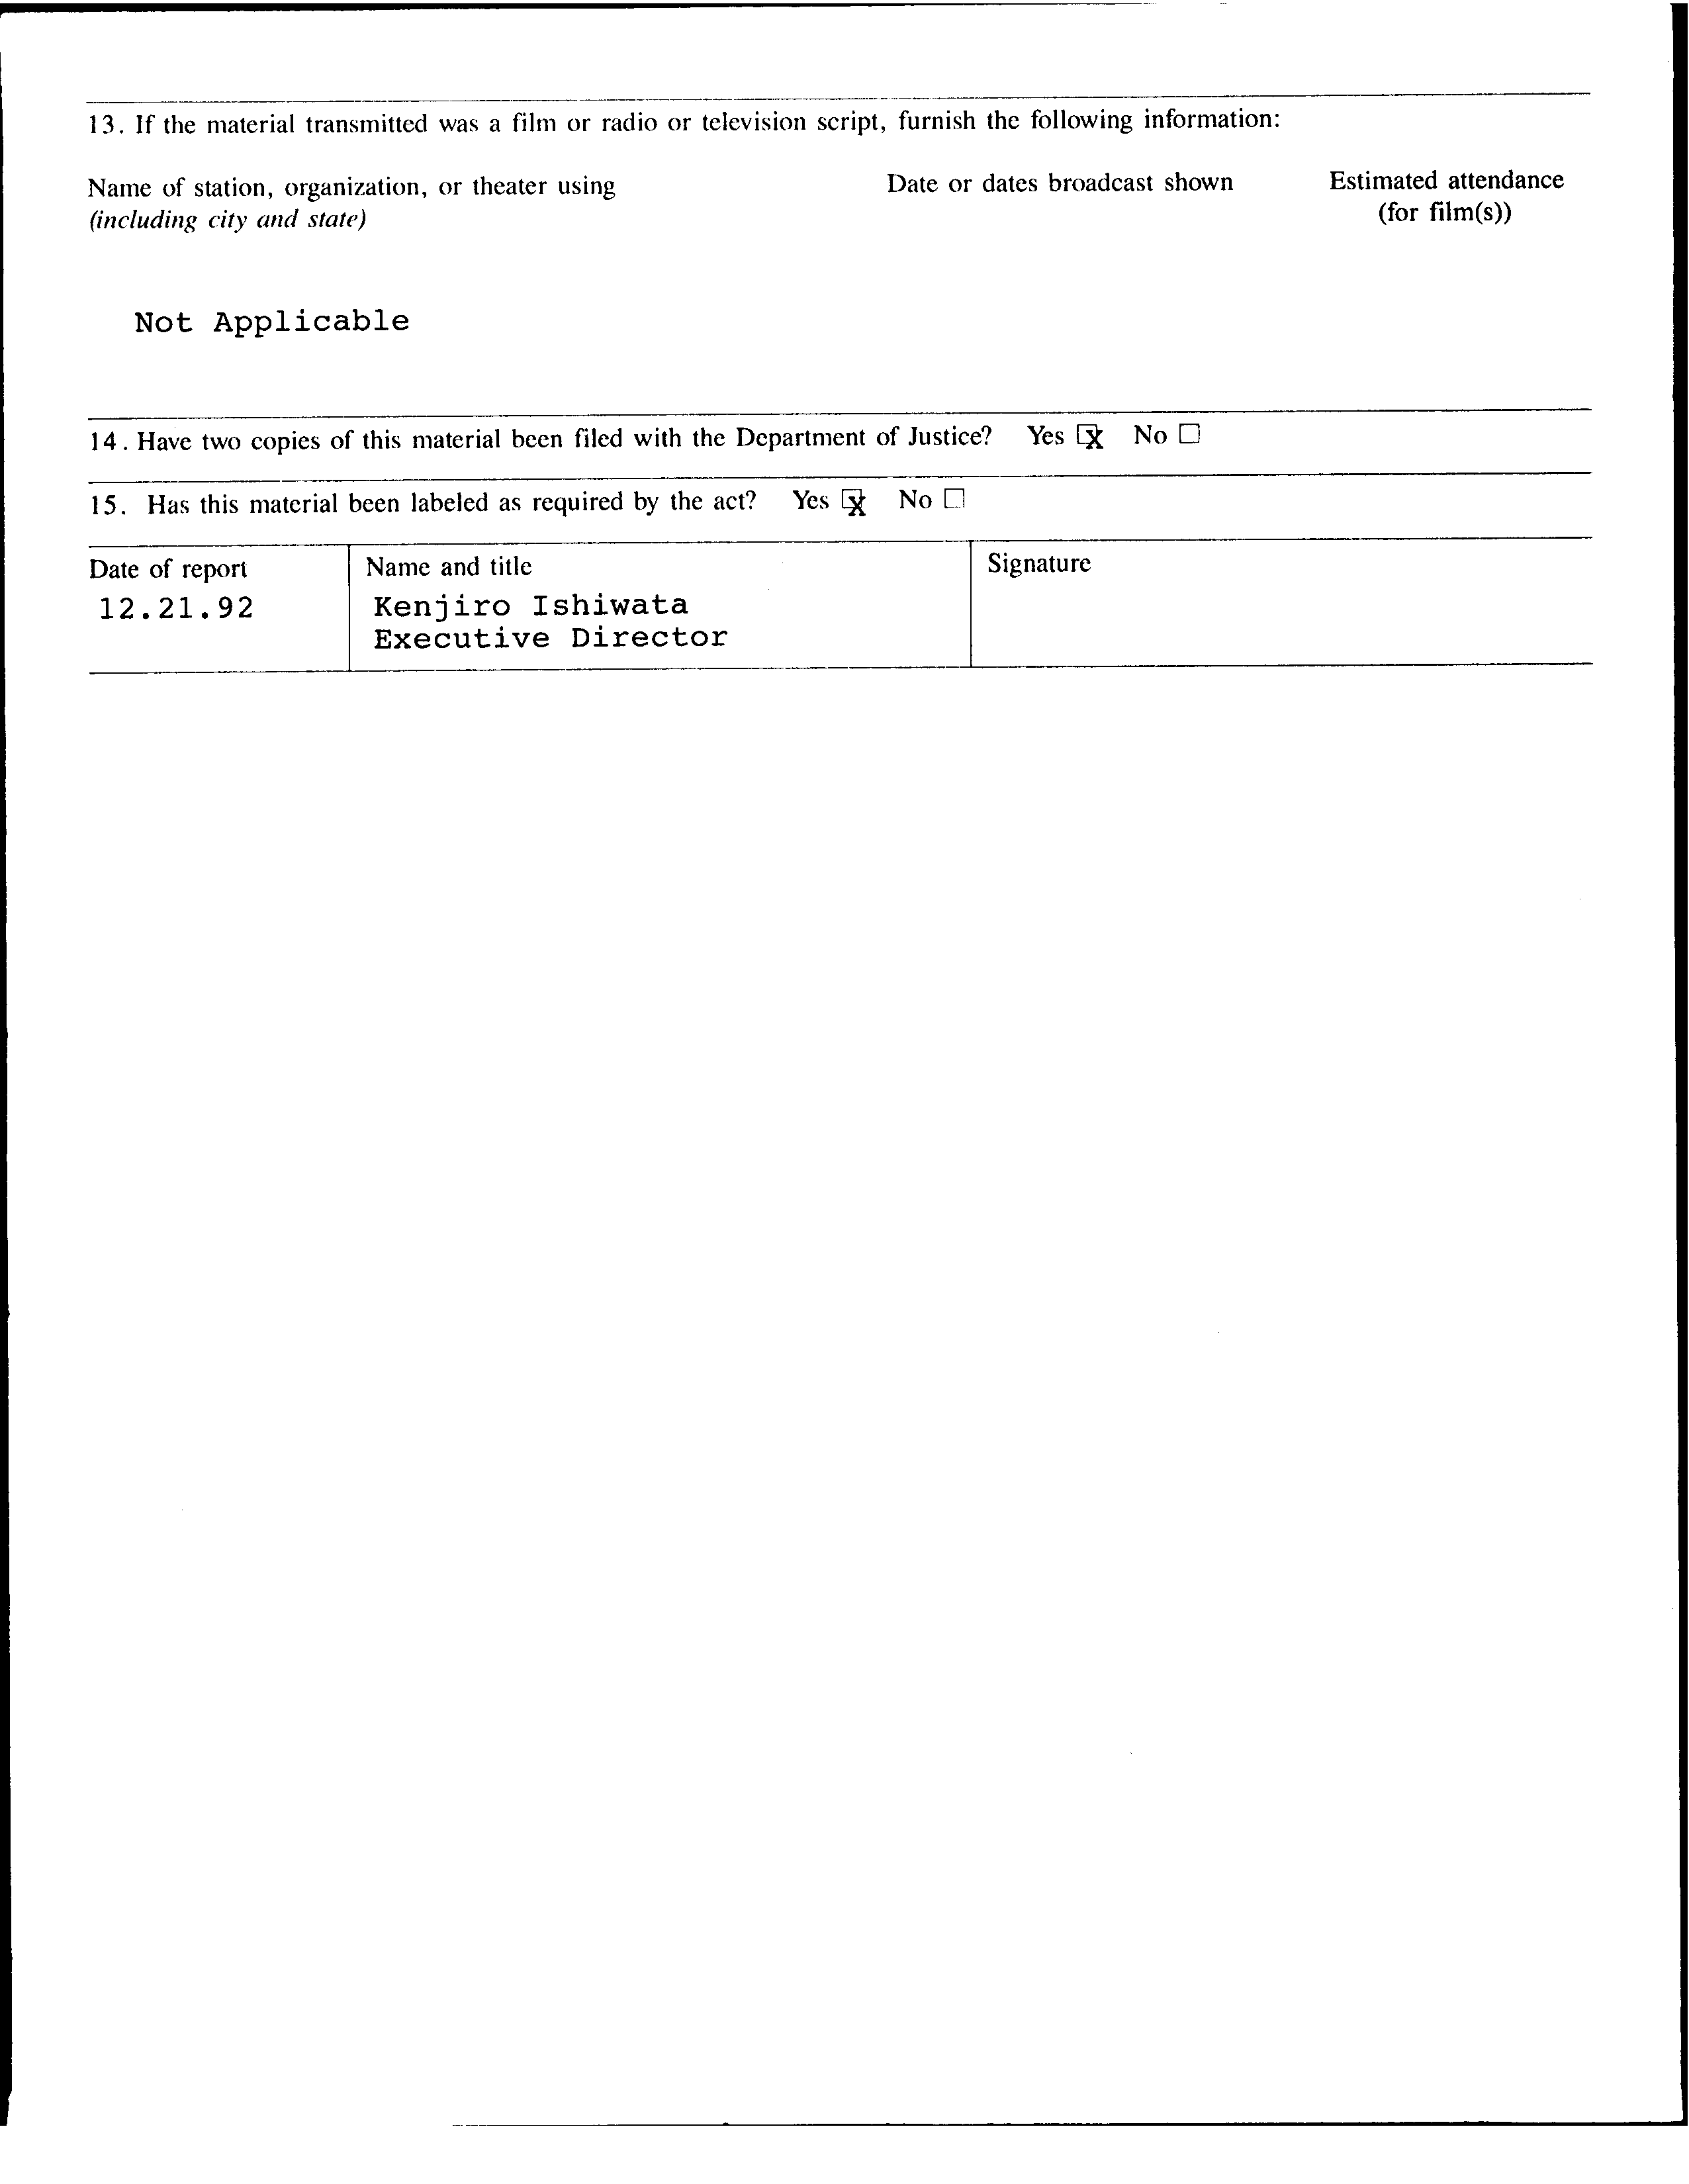 13. If the material transmitted was a film or radio or television script, furnish the following information:
Name of station, organization, or theater using
(including city and state)
Date or dates broadcast shown
Estimated attendance
(for film(s))
Not Applicable
14. Have two copies of this material been filed with the Department of Justice? Yes ☒ No ☐
15. Has this material been labeled as required by the act? Yes ☒ No ☐
Date of report
12.21.92
Name and title
Kenjiro Ishiwata
Executive Director
Signature